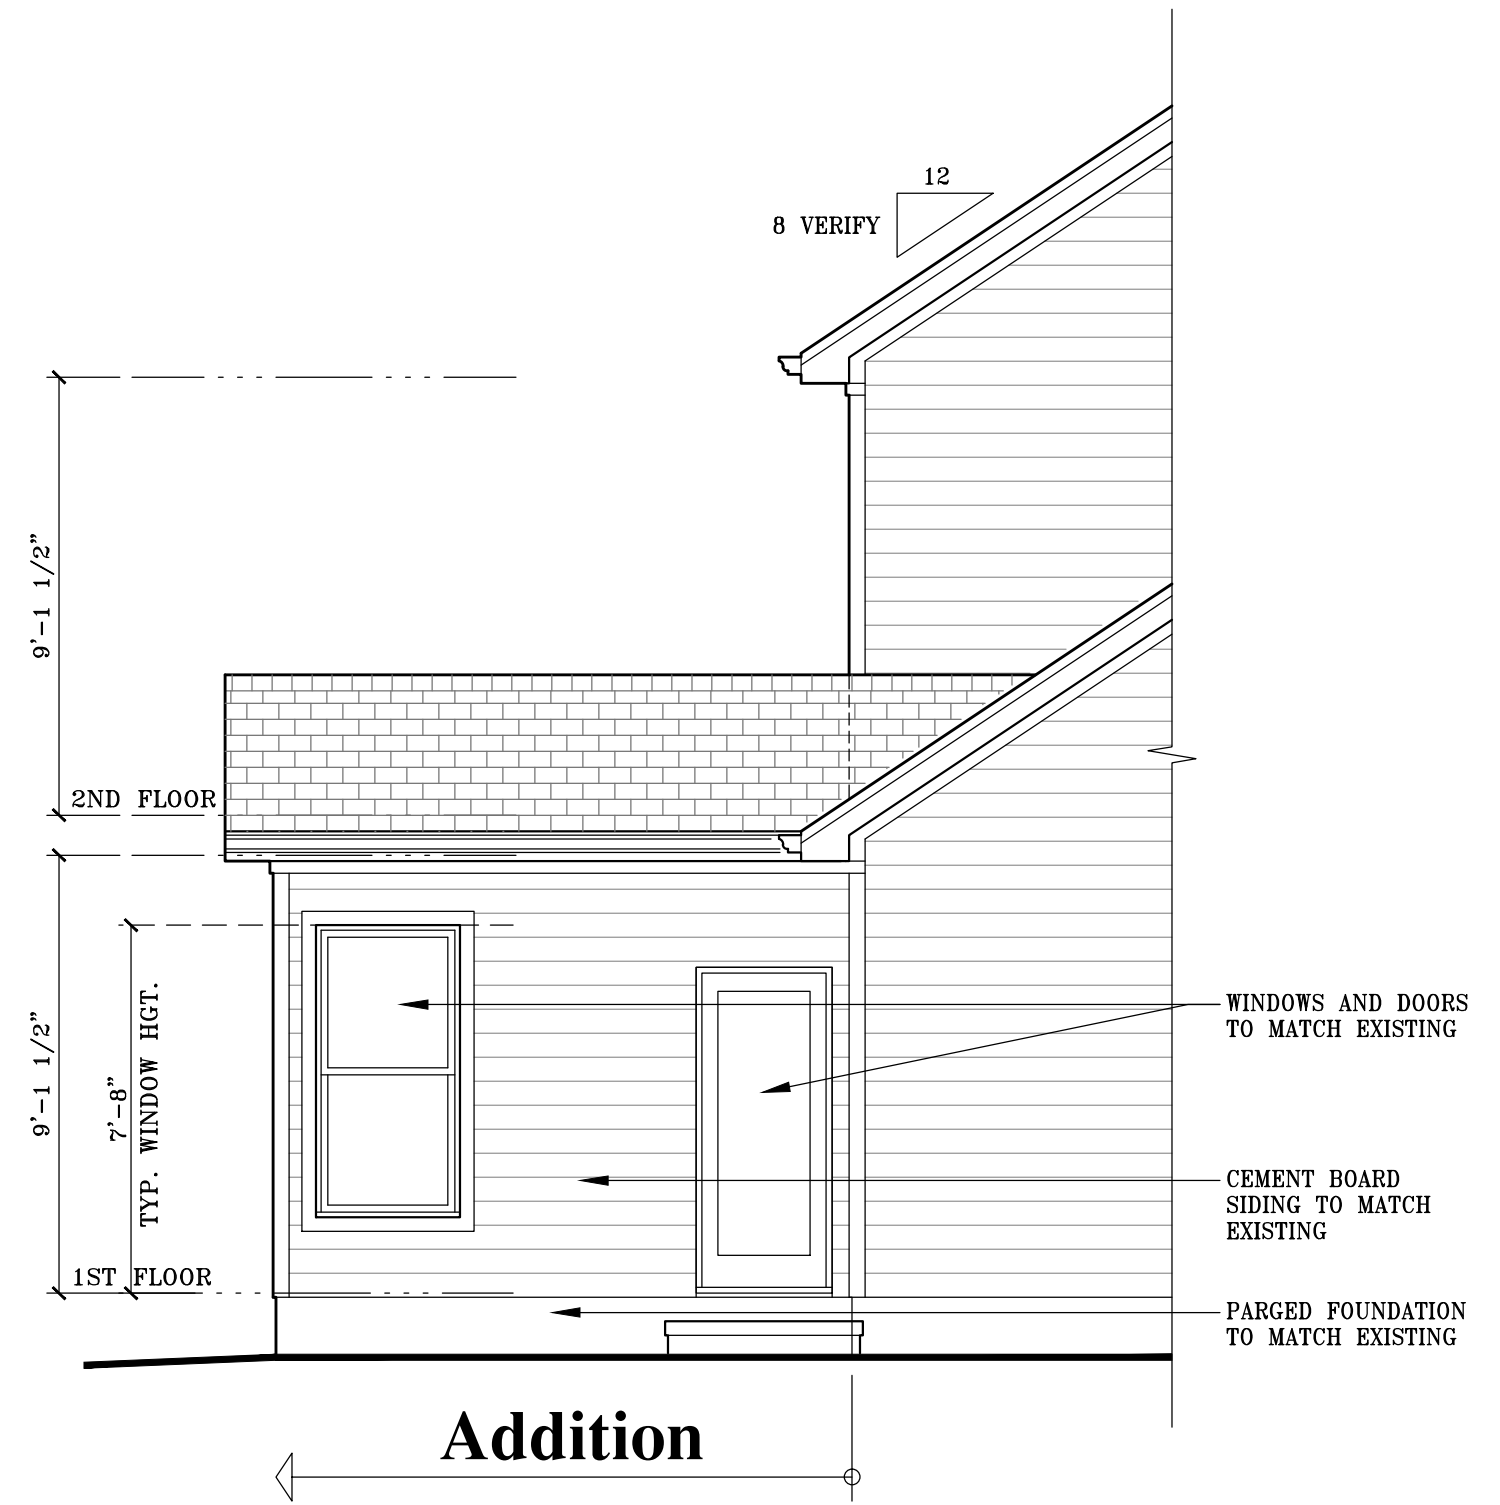 12
8 VERIFY
9'-1 1/2"
2ND FLOOR
9'-1 1/2"
7'-8"
TYP. WINDOW HGT.
1ST FLOOR
WINDOWS AND DOORS
TO MATCH EXISTING
CEMENT BOARD
SIDING TO MATCH
EXISTING
PARGED FOUNDATION
TO MATCH EXISTING
Addition